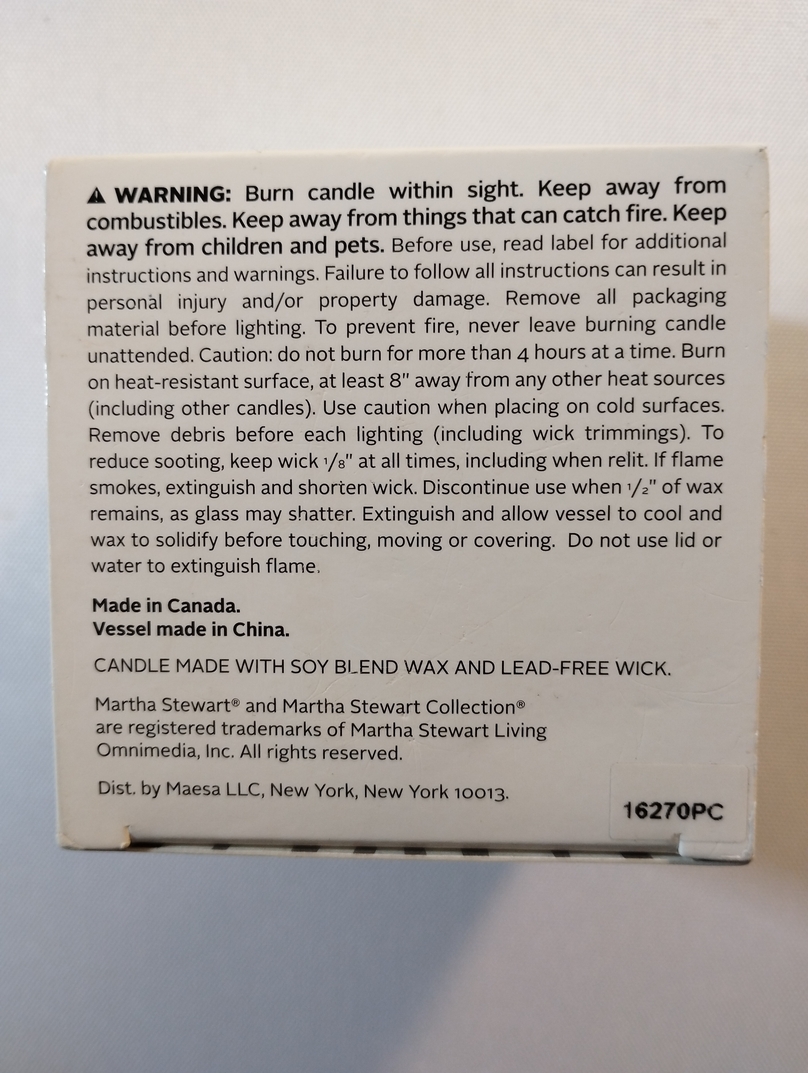 ⚠ WARNING: Burn candle within sight. Keep away from
combustibles. Keep away from things that can catch fire. Keep
away from children and pets. Before use, read label for additional
instructions and warnings. Failure to follow all instructions can result in
personal injury and/or property damage. Remove all packaging
material before lighting. To prevent fire, never leave burning candle
unattended. Caution: do not burn for more than 4 hours at a time. Burn
on heat-resistant surface, at least 8" away from any other heat sources
(including other candles). Use caution when placing on cold surfaces.
Remove debris before each lighting (including wick trimmings). To
reduce sooting, keep wick 1/8" at all times, including when relit. If flame
smokes, extinguish and shorten wick. Discontinue use when 1/2" of wax
remains, as glass may shatter. Extinguish and allow vessel to cool and
wax to solidify before touching, moving or covering. Do not use lid or
water to extinguish flame.
Made in Canada.
Vessel made in China.
CANDLE MADE WITH SOY BLEND WAX AND LEAD-FREE WICK.
Martha Stewart® and Martha Stewart Collection®
are registered trademarks of Martha Stewart Living
Omnimedia, Inc. All rights reserved.
Dist. by Maesa LLC, New York, New York 10013.
16270PC